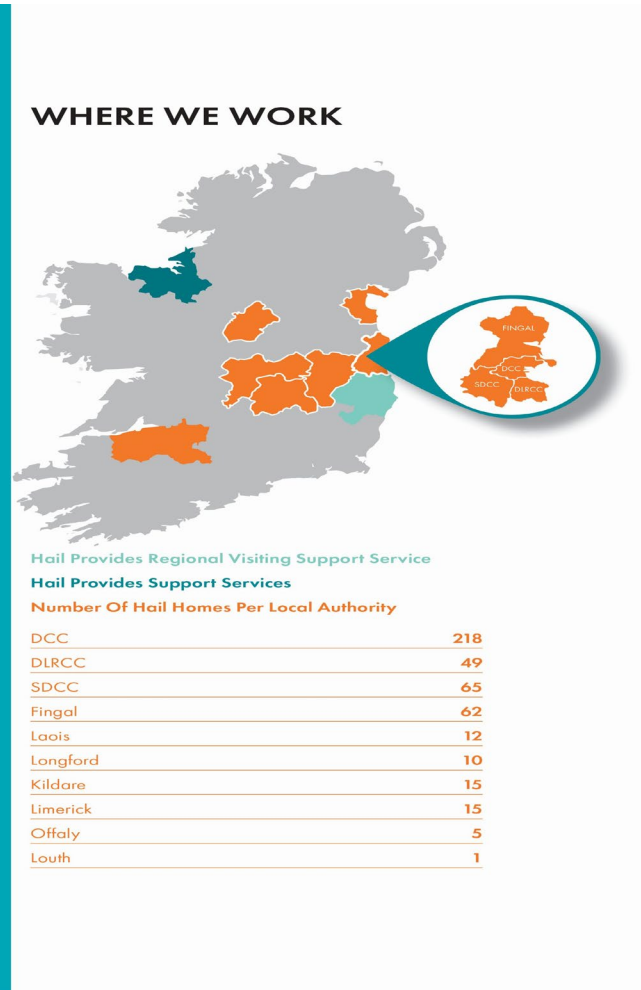 WHERE WE WORK
FINGAL
DCC
SDCC
DLRCC
Hail Provides Regional Visiting Support Service
Hail Provides Support Services
Number Of Hail Homes Per Local Authority
DCC 218
DLRCC 49
SDCC 65
Fingal 62
Laois 12
Longford 10
Kildare 15
Limerick 15
Offaly 5
Louth 1